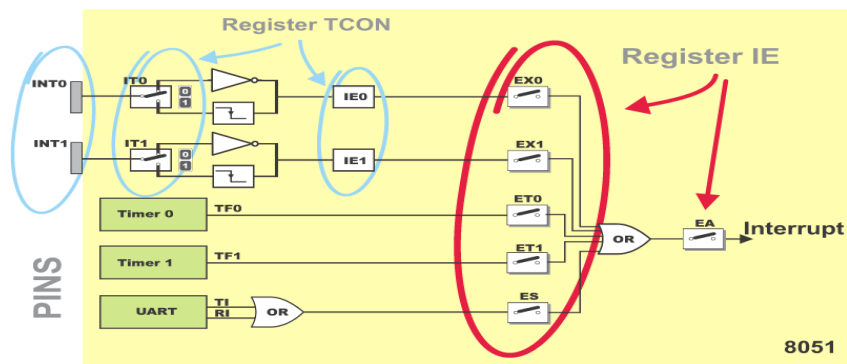 Register TCON
Register IE
INT0
IT0
0
1
IE0
EX0
INT1
IT1
0
1
IE1
EX1
Timer 0
TF0
ET0
OR
EA
Interrupt
Timer 1
TF1
ET1
UART
TI
RI
OR
ES
PINS
8051